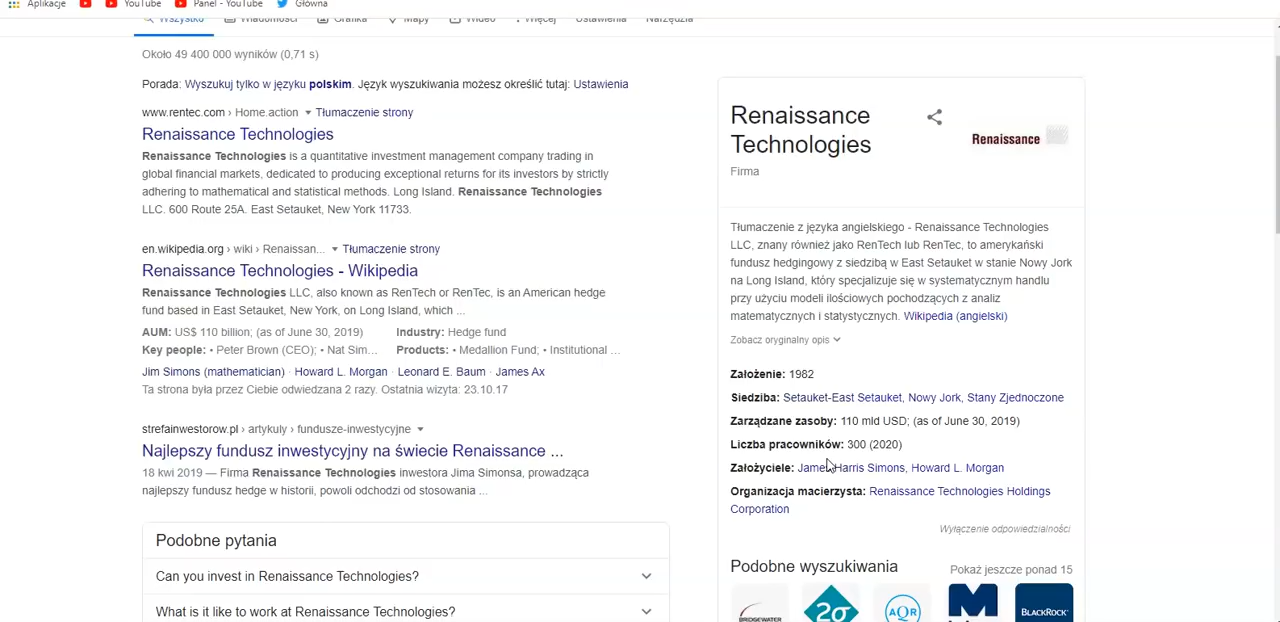 Aplikacje YouTube Panel - YouTube Główna
Wszystko Wiadomości Grafika Mapy Wideo Więcej Ustawienia Narzędzia
Około 49 400 000 wyników (0,71 s)
Porada: Wyszukuj tylko w języku polskim. Język wyszukiwania możesz określić tutaj: Ustawienia
www.rentec.com › Home.action Tłumaczenie strony
Renaissance Technologies
Renaissance Technologies is a quantitative investment management company trading in
global financial markets, dedicated to producing exceptional returns for its investors by strictly
adhering to mathematical and statistical methods. Long Island. Renaissance Technologies
LLC. 600 Route 25A. East Setauket, New York 11733.
en.wikipedia.org › wiki › Renaissan... Tłumaczenie strony
Renaissance Technologies - Wikipedia
Renaissance Technologies LLC, also known as RenTech or RenTec, is an American hedge
fund based in East Setauket, New York, on Long Island, which ...
AUM: US$ 110 billion; (as of June 30, 2019) Industry: Hedge fund
Key people: • Peter Brown (CEO); • Nat Sim... Products: • Medallion Fund; • Institutional ...
Jim Simons (mathematician) · Howard L. Morgan · Leonard E. Baum · James Ax
Ta strona była przez Ciebie odwiedzana 2 razy. Ostatnia wizyta: 23.10.17
strefainwestorow.pl › artykuly › fundusze-inwestycyjne
Najlepszy fundusz inwestycyjny na świecie Renaissance ...
18 kwi 2019 — Firma Renaissance Technologies inwestora Jima Simonsa, prowadząca
najlepszy fundusz hedge w historii, powoli odchodzi od stosowania ...
Podobne pytania
Can you invest in Renaissance Technologies?
What is it like to work at Renaissance Technologies?
Renaissance
Technologies
Renaissance
Firma
Tłumaczenie z języka angielskiego - Renaissance Technologies
LLC, znany również jako RenTech lub RenTec, to amerykański
fundusz hedgingowy z siedzibą w East Setauket w stanie Nowy Jork
na Long Island, który specjalizuje się w systematycznym handlu
przy użyciu modeli ilościowych pochodzących z analiz
matematycznych i statystycznych. Wikipedia (angielski)
Zobacz oryginalny opis
Założenie: 1982
Siedziba: Setauket-East Setauket, Nowy Jork, Stany Zjednoczone
Zarządzane zasoby: 110 mld USD; (as of June 30, 2019)
Liczba pracowników: 300 (2020)
Założyciele: James Harris Simons, Howard L. Morgan
Organizacja macierzysta: Renaissance Technologies Holdings
Corporation
Wyłączenie odpowiedzialności
Podobne wyszukiwania Pokaż jeszcze ponad 15
BRIDGEWATER 2σ AQR M BLACKROCK